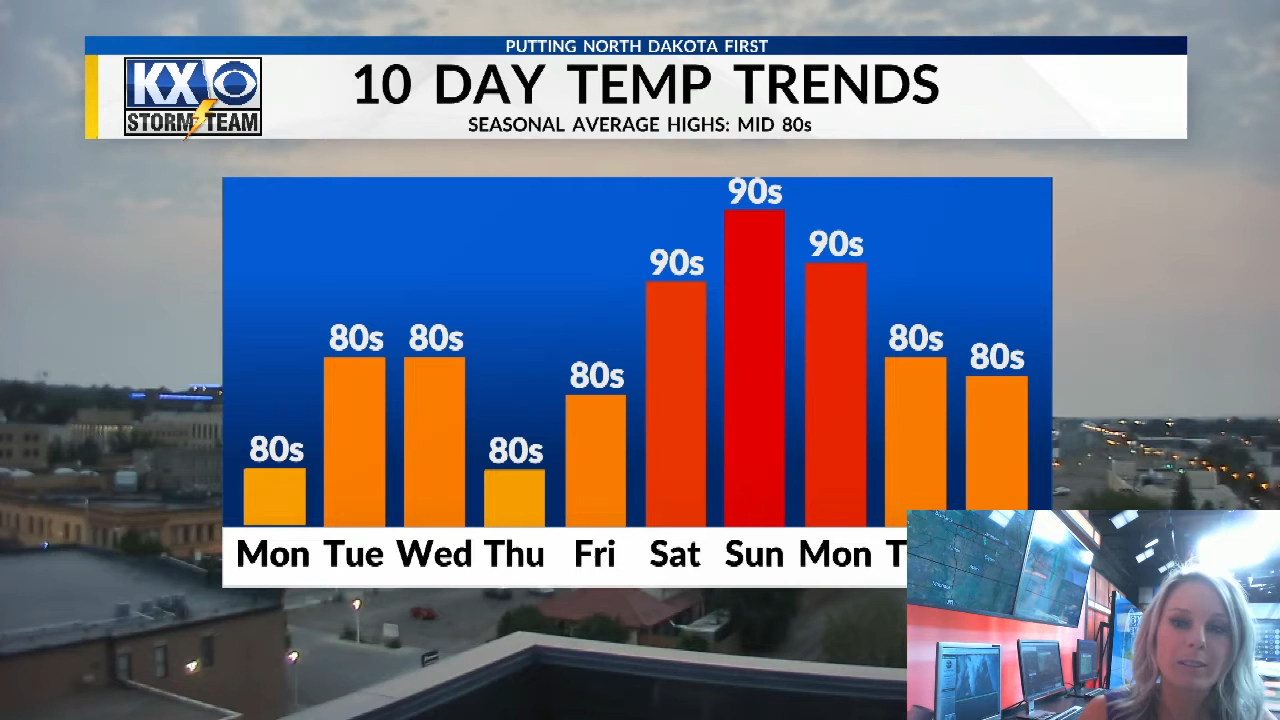 PUTTING NORTH DAKOTA FIRST
KX
STORM TEAM
10 DAY TEMP TRENDS
SEASONAL AVERAGE HIGHS: MID 80s
80s 80s 80s 80s 80s 90s 90s 90s 80s 80s
Mon Tue Wed Thu Fri Sat Sun Mon T